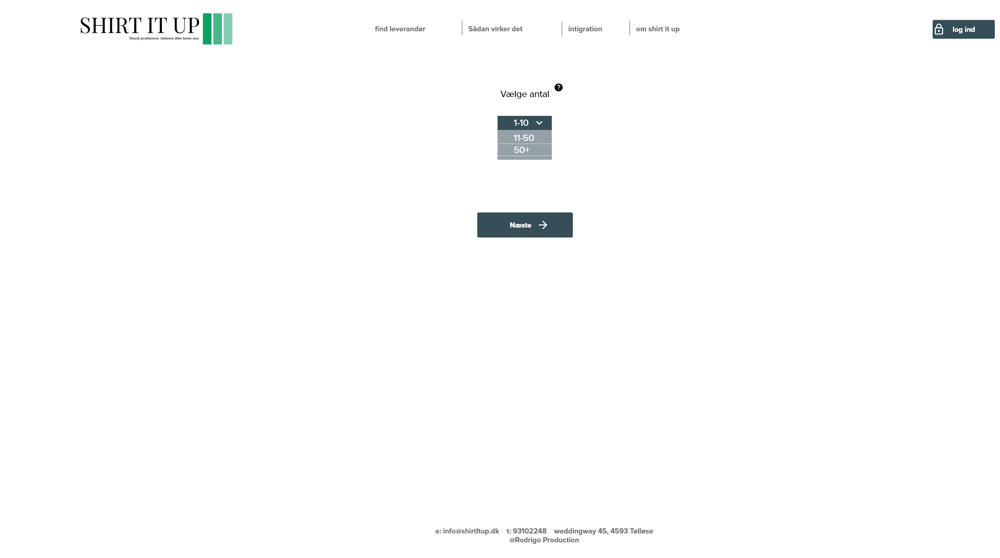 SHIRT IT UP
Dansk produceret behøver ikke koste mer
find leverandør
Sådan virker det
intigration
om shirt it up
log ind
Vælge antal
?
1-10
11-50
50+
Næste
e: info@shirtItup.dk t: 93102248 weddingway 45, 4593 Tølløse
@Rodrigo Production